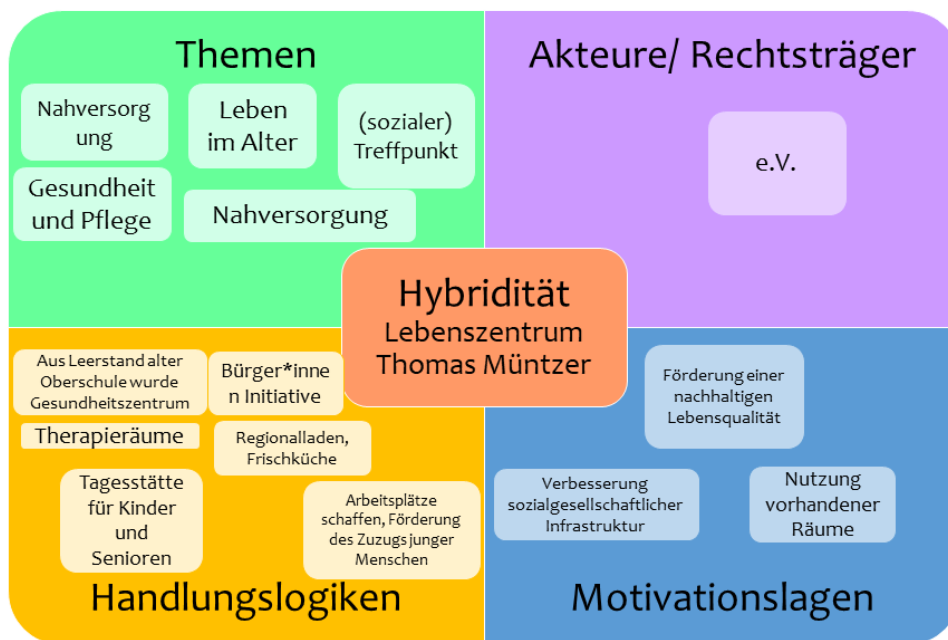 Themen
Nahversorg
ung
Leben
im Alter
(sozialer)
Treffpunkt
Gesundheit
und Pflege
Nahversorgung
Akteure/ Rechtsträger
e.V.
Hybridität
Lebenszentrum
Thomas Müntzer
Aus Leerstand alter
Oberschule wurde
Gesundheitszentrum
Bürger*inne
n Initiative
Therapieräume
Regionalladen,
Frischküche
Tagesstätte
für Kinder
und
Senioren
Arbeitsplätze
schaffen, Förderung
des Zuzugs junger
Menschen
Handlungslogiken
Förderung einer
nachhaltigen
Lebensqualität
Verbesserung
sozialgesellschaftlicher
Infrastruktur
Nutzung
vorhandener
Räume
Motivationslagen